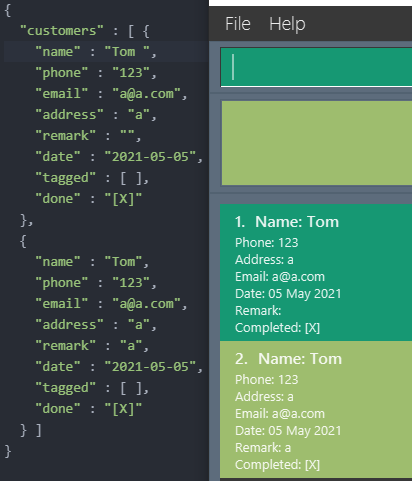 {
"customers" : [ {
"name" : "Tom ",
"phone" : "123",
"email" : "a@a.com",
"address" : "a",
"remark" : "",
"date" : "2021-05-05",
"tagged" : [ ],
"done" : "[X]"
},
{
"name" : "Tom",
"phone" : "123",
"email" : "a@a.com",
"address" : "a",
"remark" : "a",
"date" : "2021-05-05",
"tagged" : [ ],
"done" : "[X]"
} ]
}
File Help
1. Name: Tom
Phone: 123
Address: a
Email: a@a.com
Date: 05 May 2021
Remark:
Completed: [X]
2. Name: Tom
Phone: 123
Address: a
Email: a@a.com
Date: 05 May 2021
Remark: a
Completed: [X]